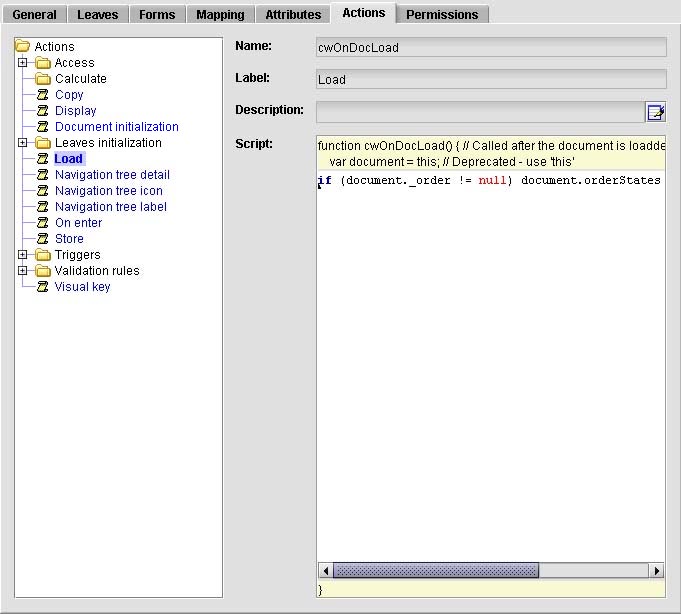 General Leaves Forms Mapping Attributes Actions Permissions
Actions
Access
Calculate
Copy
Display
Document initialization
Leaves initialization
Load
Navigation tree detail
Navigation tree icon
Navigation tree label
On enter
Store
Triggers
Validation rules
Visual key
Name: cwOnDocLoad
Label: Load
Description:
Script:
function cwOnDocLoad() { // Called after the document is loadde
var document = this; // Deprecated - use 'this'
if (document._order != null) document.orderStates
}